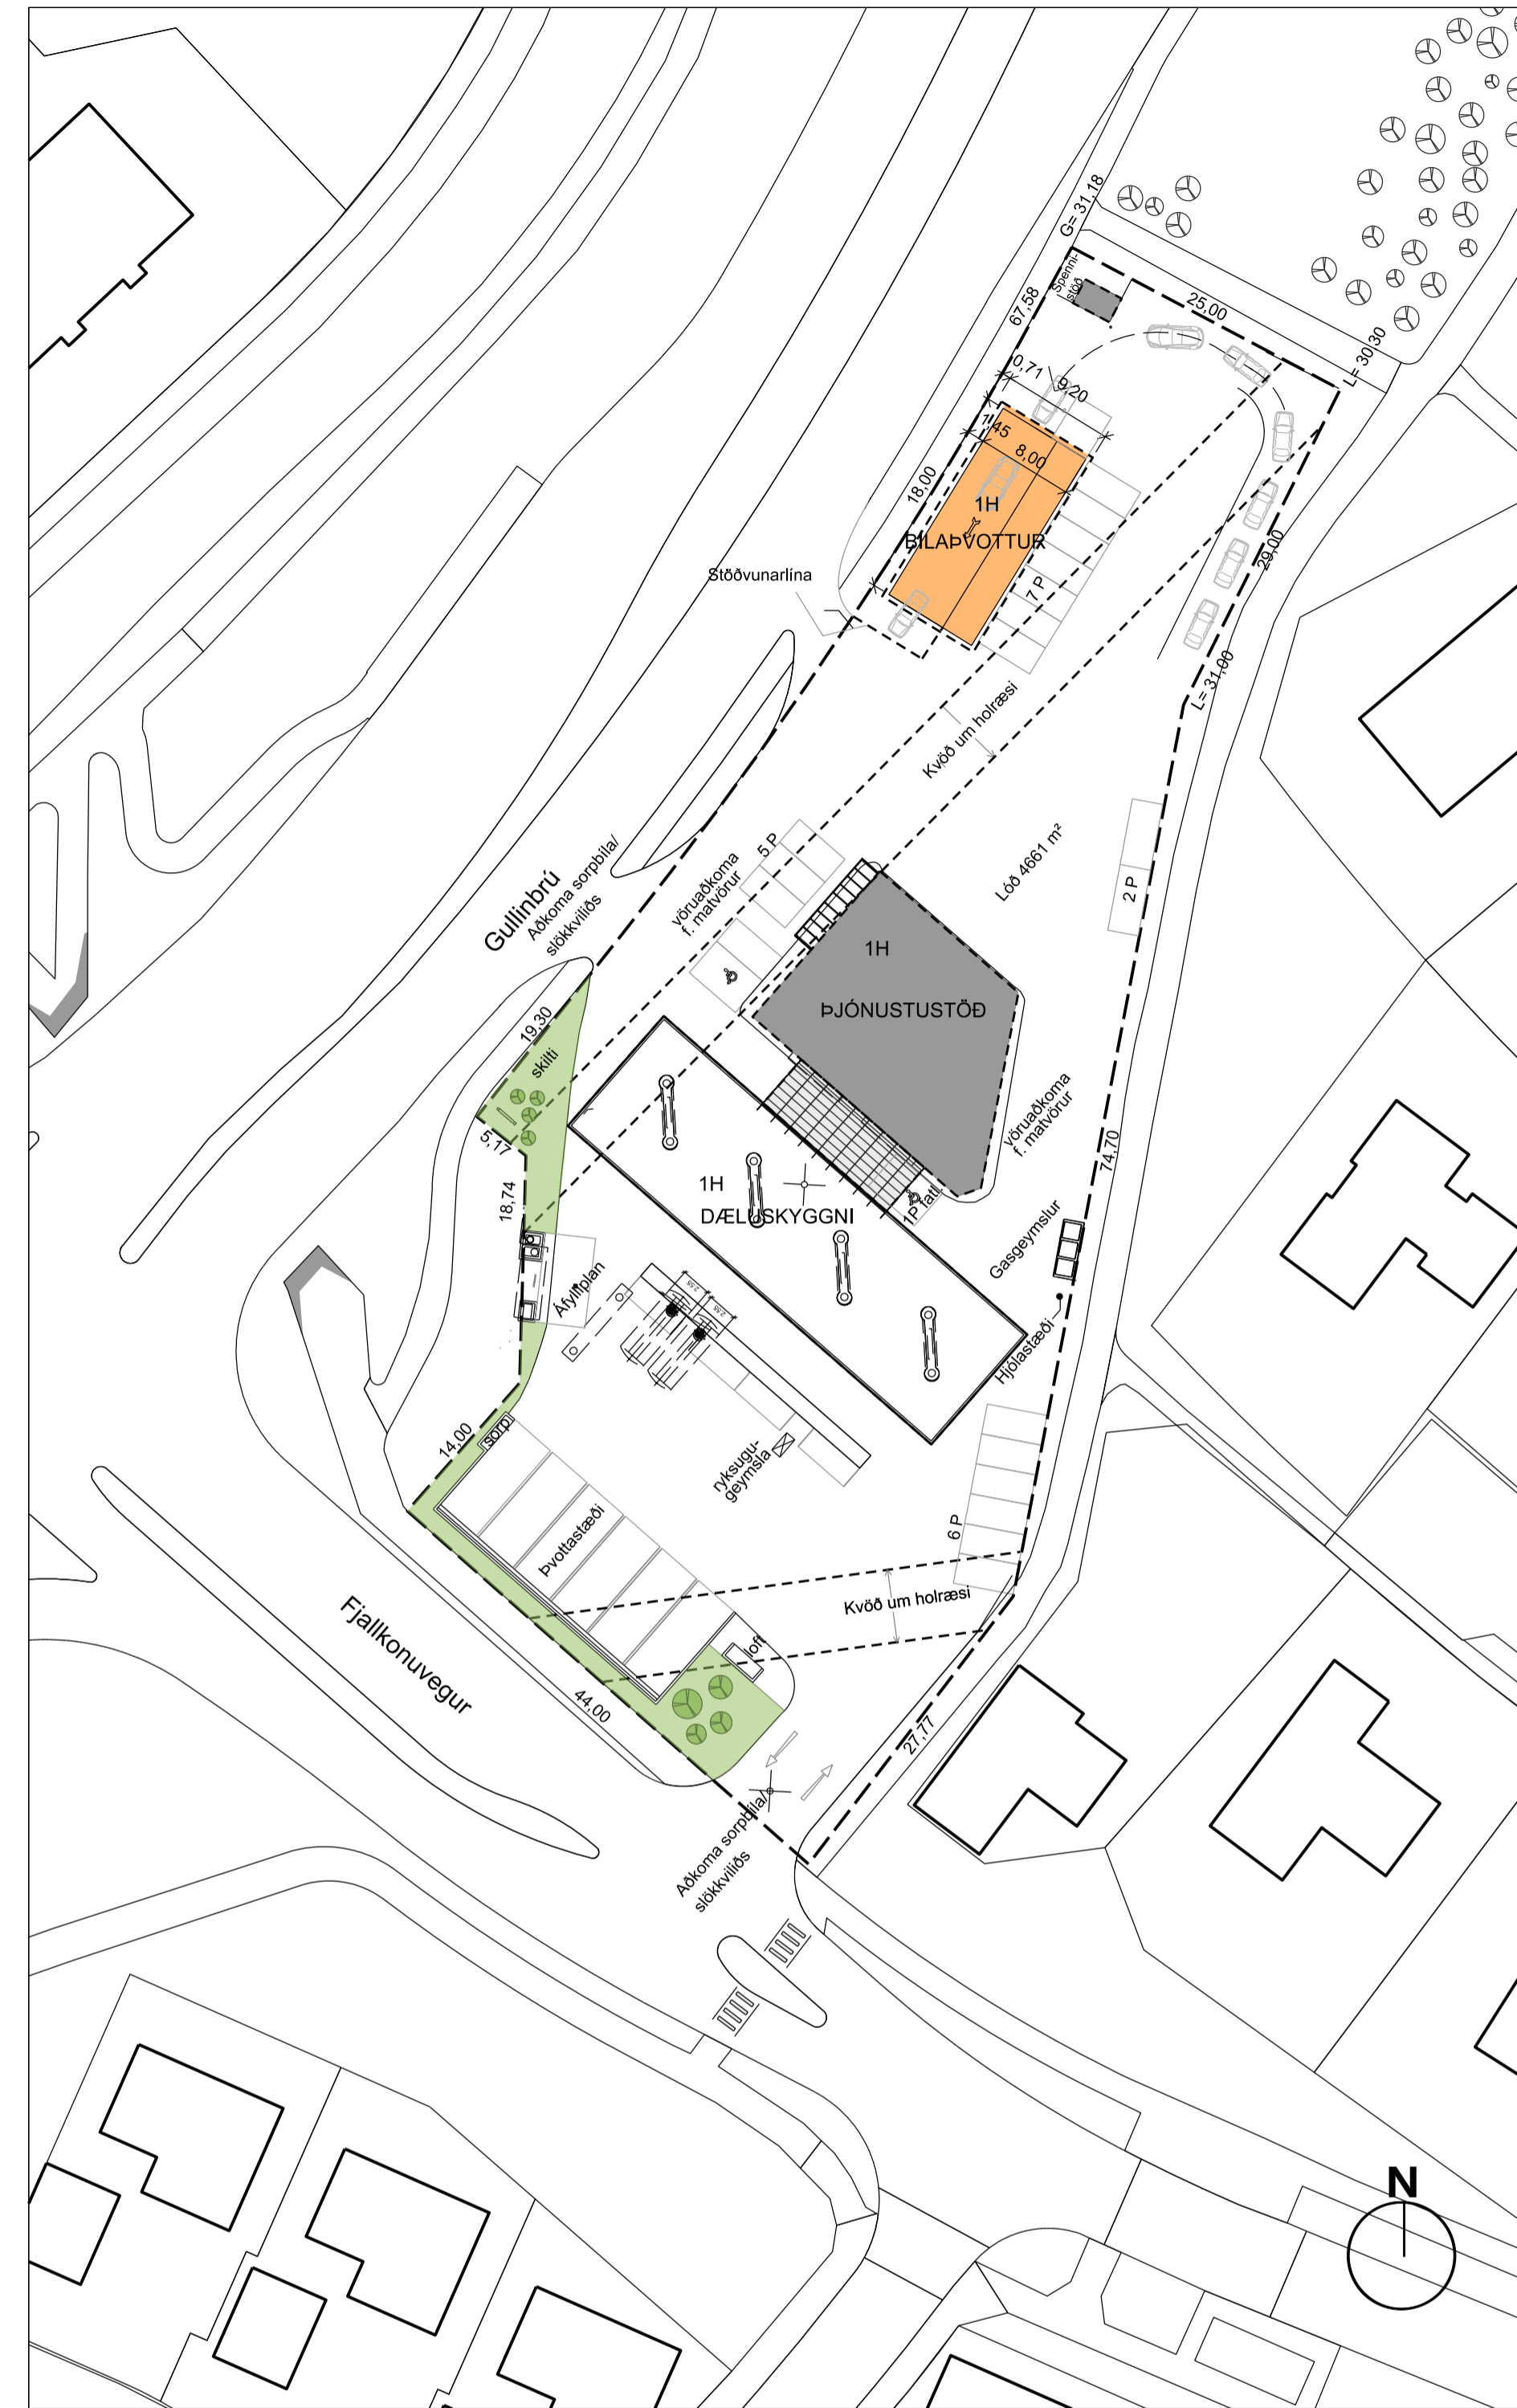 G= 31,18
Spenni-
stöð
25,00
67,58
L= 30,30
0,71
9,20
1,45
8,00
18,00
1H
BÍLAÞVOTTUR
29,00
Stöðvunarlína
7 P
L= 31,00
Kvöð um holræsi
5 P
Lóð 4661 m²
2 P
vöruaðkoma
f. matvörur
Gullinbrú
Aðkoma sorpbíla/
slökkviliðs
1H
ÞJÓNUSTUSTÖÐ
19,30
skilti
5,17
vöruaðkoma
f. matvörur
74,70
18,74
1H
DÆLUSKYGGNI
1P fatl.
Gasgeymslur
Áfylliplan
2.55
2.55
Hjólastæði
14,00
sorp
ryksugu-
geymsla
6 P
Þvottastæði
Kvöð um holræsi
Fjallkonuvegur
loft
44,00
27,77
Aðkoma sorpbíla/
slökkviliðs
N